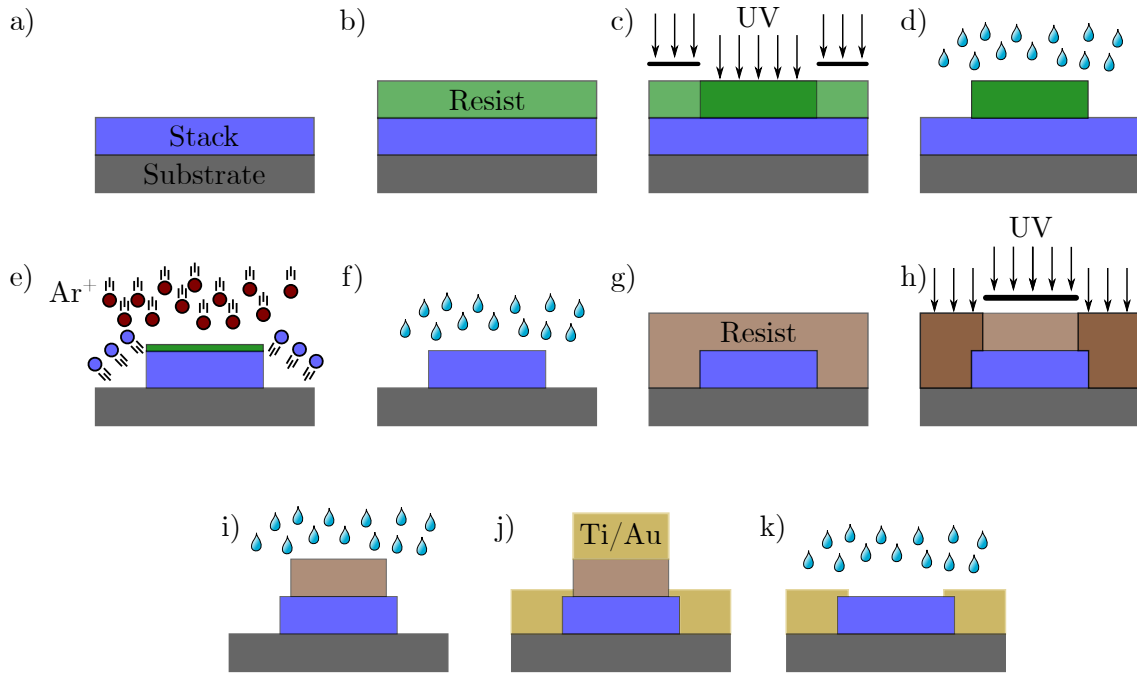 a)
Stack
Substrate
b)
Resist
c)
UV
d)
e)
Ar⁺
f)
g)
Resist
h)
UV
i)
j)
Ti/Au
k)